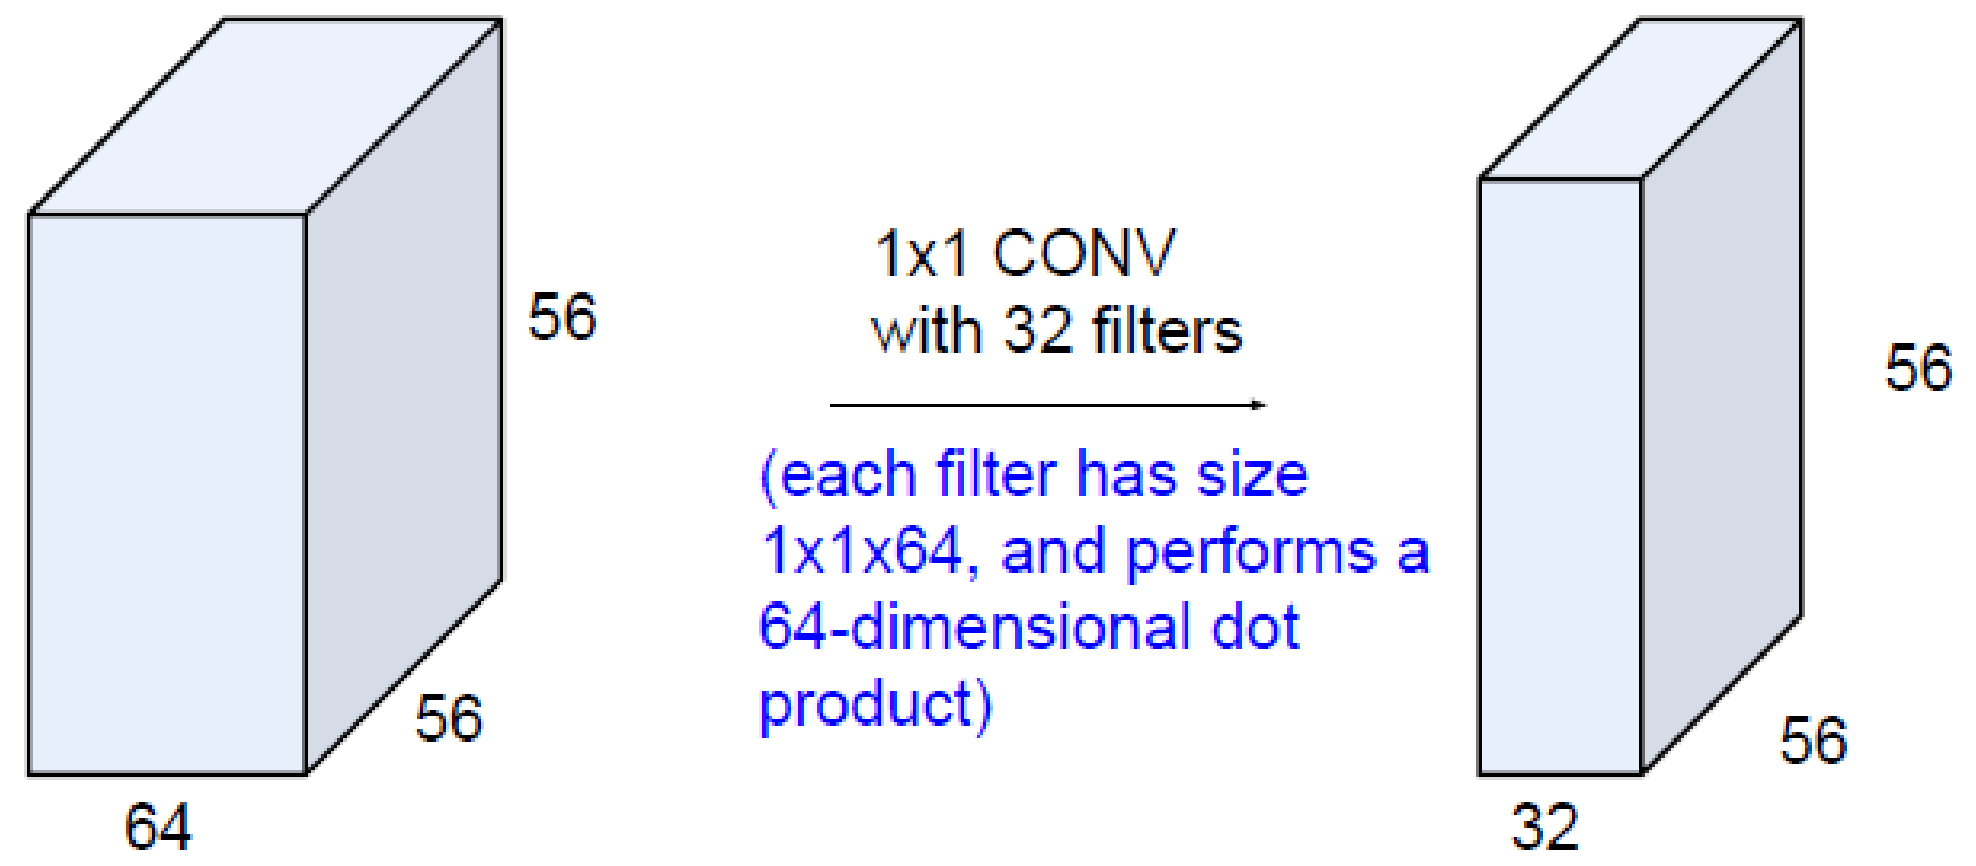 56
56
64
1x1 CONV
with 32 filters
(each filter has size
1x1x64, and performs a
64-dimensional dot
product)
56
56
32